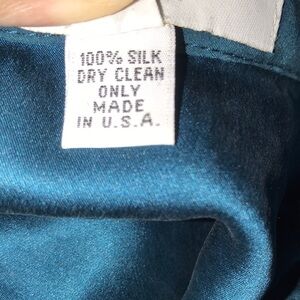 100% SILK
DRY CLEAN
ONLY
MADE
IN U.S.A.